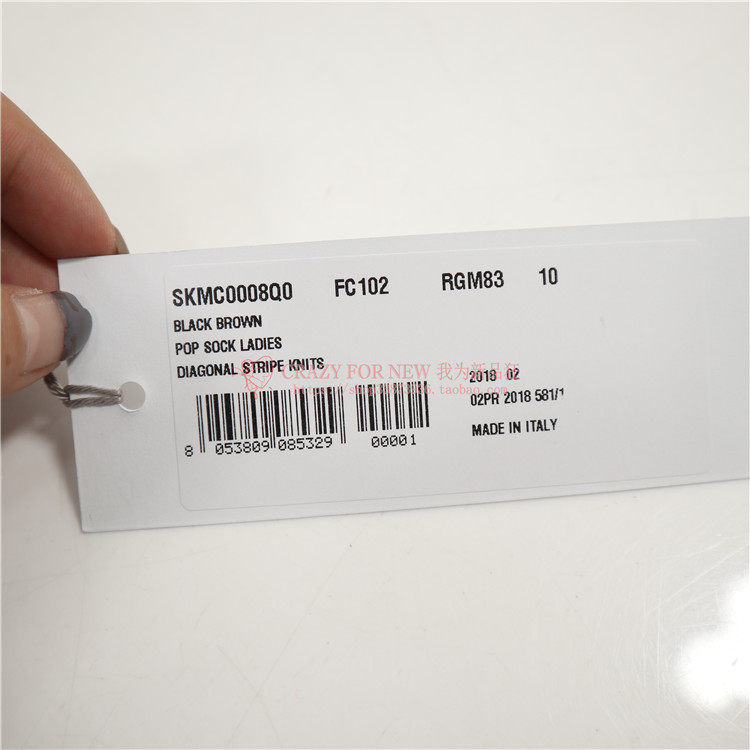 SKMC0008Q0 FC102 RGM83 10
BLACK BROWN
POP SOCK LADIES
DIAGONAL STRIPE KNITS
CRAZY FOR NEW 我为新品狂
2018 02
02PR 2018 581/1
8 053809 085329 00001
MADE IN ITALY